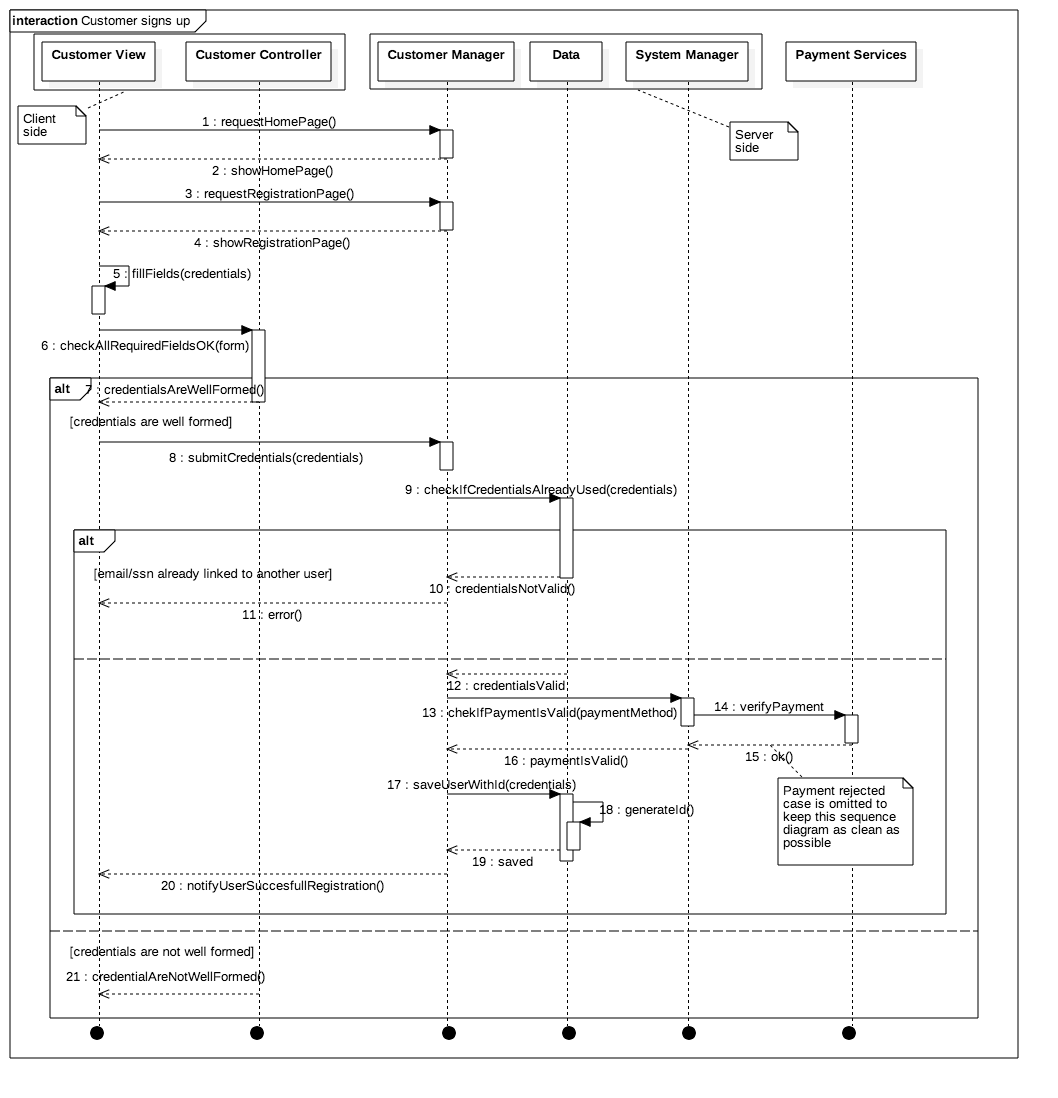 interaction Customer signs up
Customer View
Customer Controller
Customer Manager
Data
System Manager
Payment Services
Client
side
Server
side
1 : requestHomePage()
2 : showHomePage()
3 : requestRegistrationPage()
4 : showRegistrationPage()
5 : fillFields(credentials)
6 : checkAllRequiredFieldsOK(form)
alt
7 : credentialsAreWellFormed()
[credentials are well formed]
8 : submitCredentials(credentials)
9 : checkIfCredentialsAlreadyUsed(credentials)
alt
[email/ssn already linked to another user]
10 : credentialsNotValid()
11 : error()
12 : credentialsValid
13 : chekIfPaymentIsValid(paymentMethod)
14 : verifyPayment
15 : ok()
16 : paymentIsValid()
17 : saveUserWithId(credentials)
18 : generateId()
Payment rejected
case is omitted to
keep this sequence
diagram as clean as
possible
19 : saved
20 : notifyUserSuccesfullRegistration()
[credentials are not well formed]
21 : credentialAreNotWellFormed()